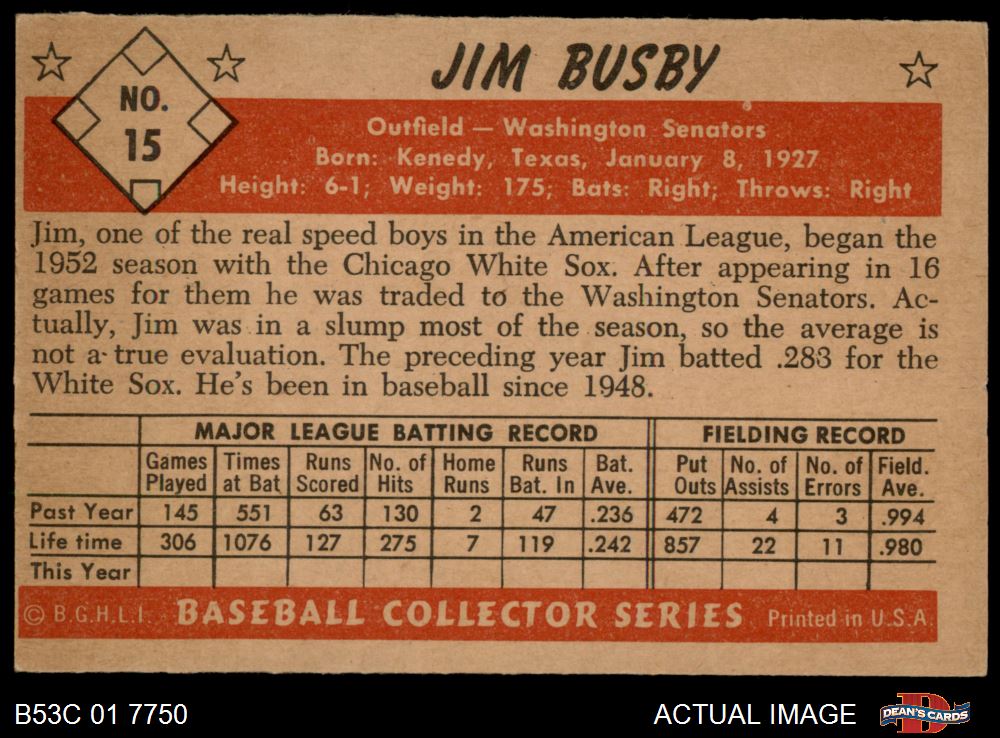 JIM BUSBY
NO.
15
Outfield — Washington Senators
Born: Kenedy, Texas, January 8, 1927
Height: 6-1; Weight: 175; Bats: Right; Throws: Right
Jim, one of the real speed boys in the American League, began the
1952 season with the Chicago White Sox. After appearing in 16
games for them he was traded to the Washington Senators. Ac-
tually, Jim was in a slump most of the season, so the average is
not a true evaluation. The preceding year Jim batted .283 for the
White Sox. He's been in baseball since 1948.
MAJOR LEAGUE BATTING RECORD FIELDING RECORD
Games Times Runs No. of Home Runs Bat. Put No. of No. of Field.
Played at Bat Scored Hits Runs Bat. In Ave. Outs Assists Errors Ave.
Past Year 145 551 63 130 2 47 .236 472 4 3 .994
Life time 306 1076 127 275 7 119 .242 857 22 11 .980
This Year
© B.G.H.L.I. BASEBALL COLLECTOR SERIES Printed in U.S.A.
B53C 01 7750 ACTUAL IMAGE DEAN'S CARDS